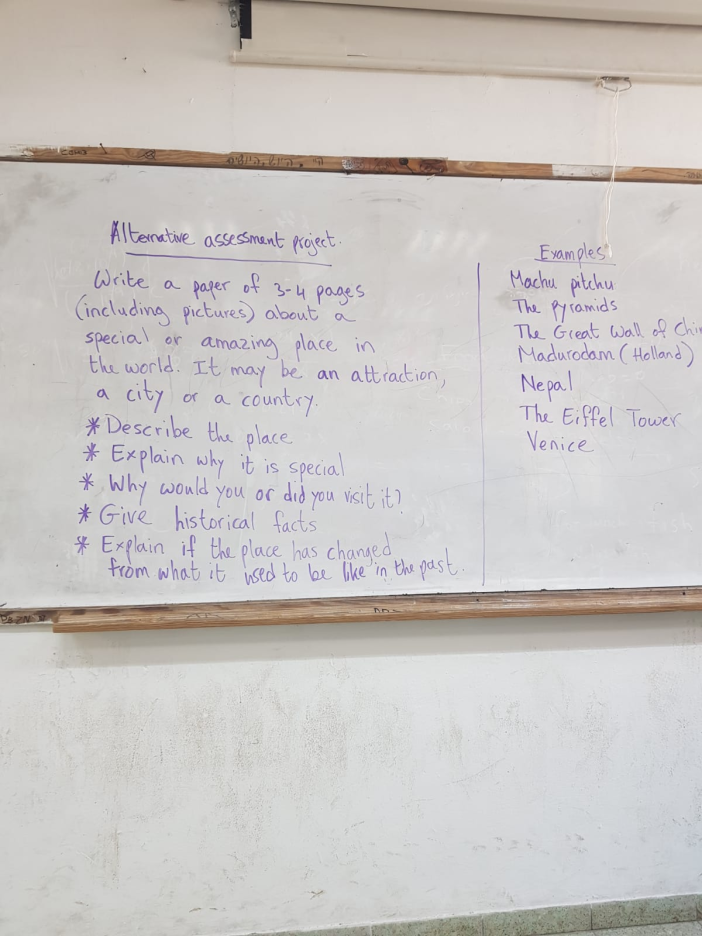 Alternative assessment project.
Write a paper of 3-4 pages
(including pictures) about a
special or amazing place in
the world. It may be an attraction,
a city or a country.
* Describe the place
* Explain why it is special
* Why would you or did you visit it?
* Give historical facts
* Explain if the place has changed
from what it used to be like in the past.
Examples
Machu pitchu
The Pyramids
The Great Wall of Chin
Madurodam (Holland)
Nepal
The Eiffel Tower
Venice